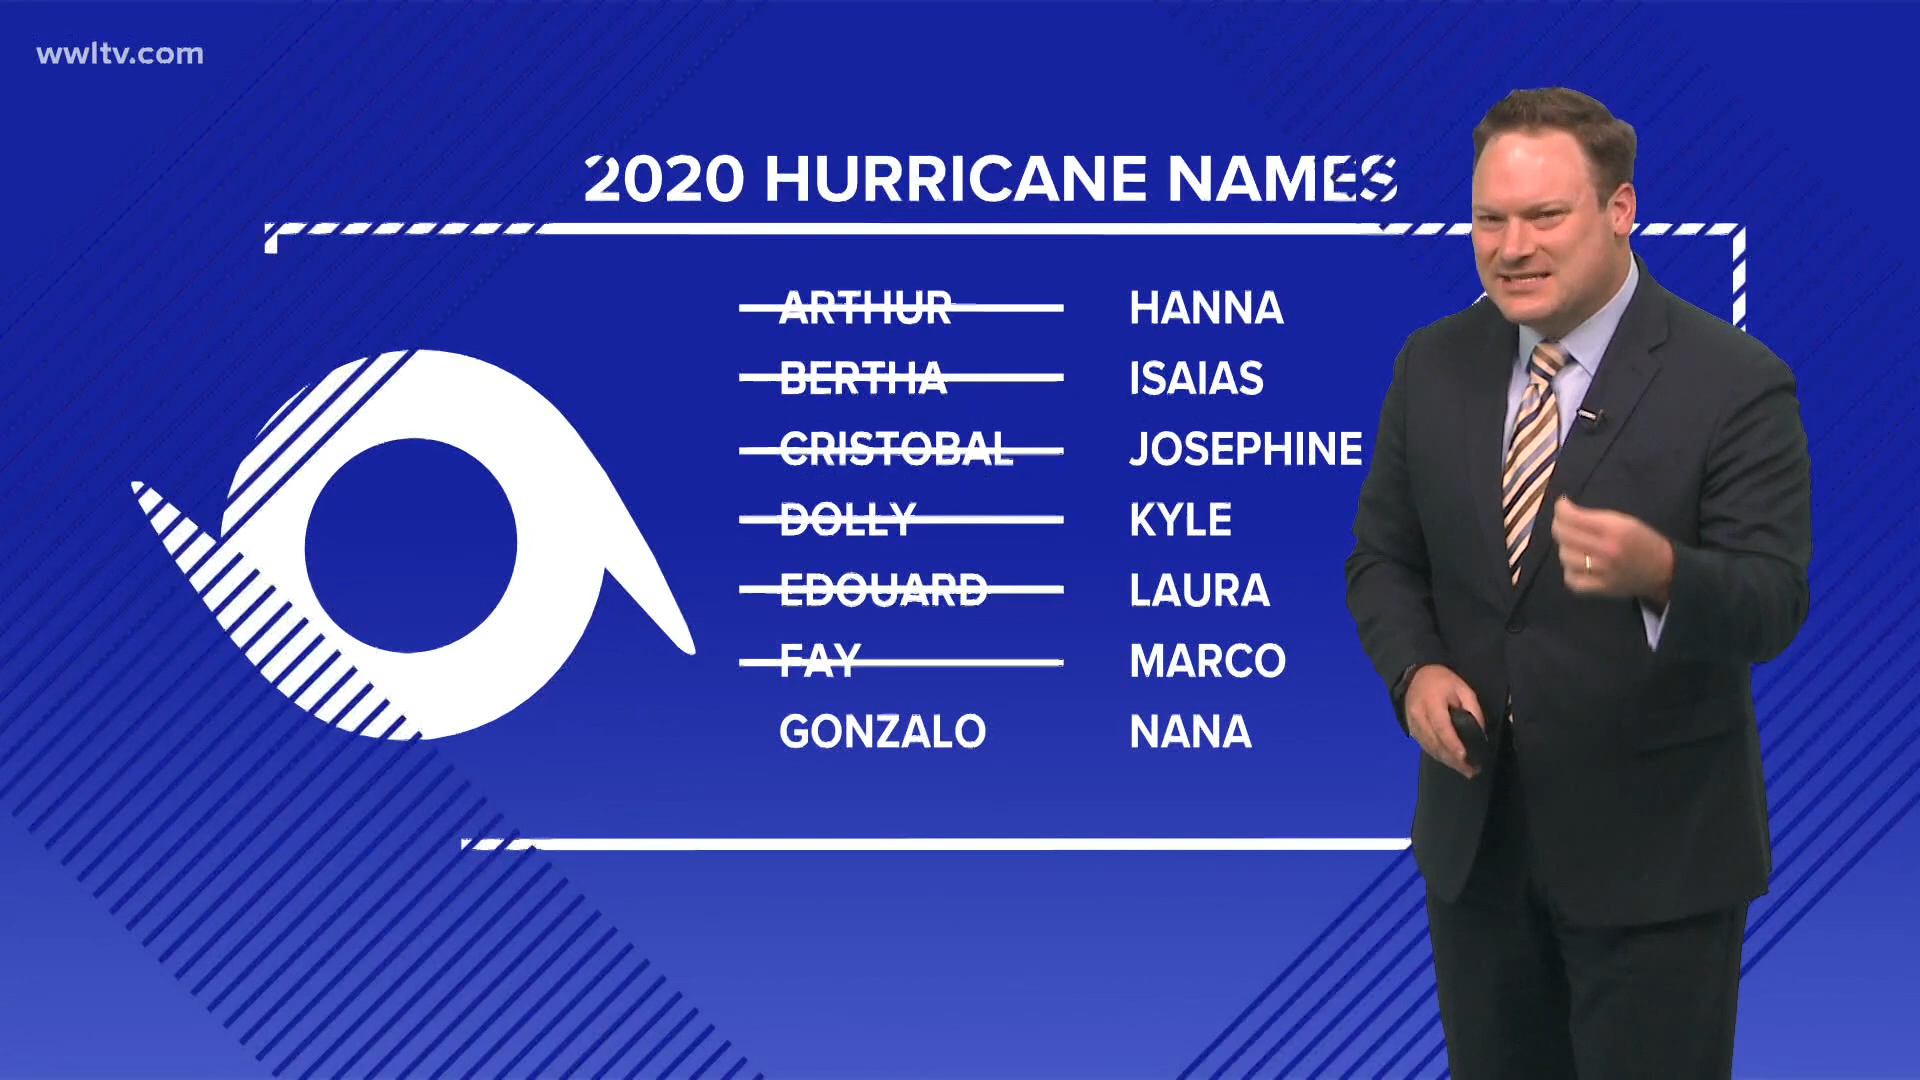 wwltv.com
2020 HURRICANE NAMES
ARTHUR
BERTHA
CRISTOBAL
DOLLY
EDOUARD
FAY
GONZALO
HANNA
ISAIAS
JOSEPHINE
KYLE
LAURA
MARCO
NANA